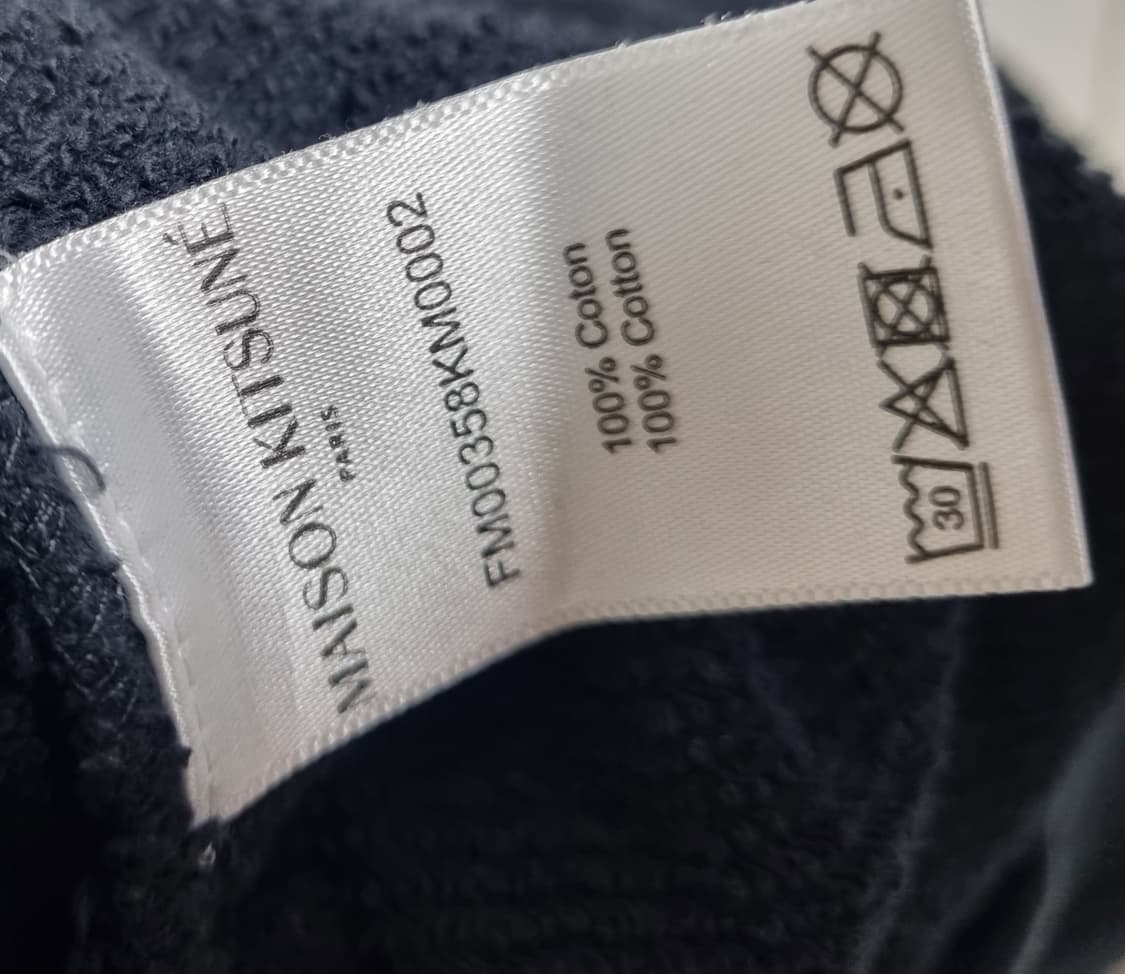 MAISON KITSUNÉ
PARIS
FM00358KM0002
100% Coton
100% Cotton
30